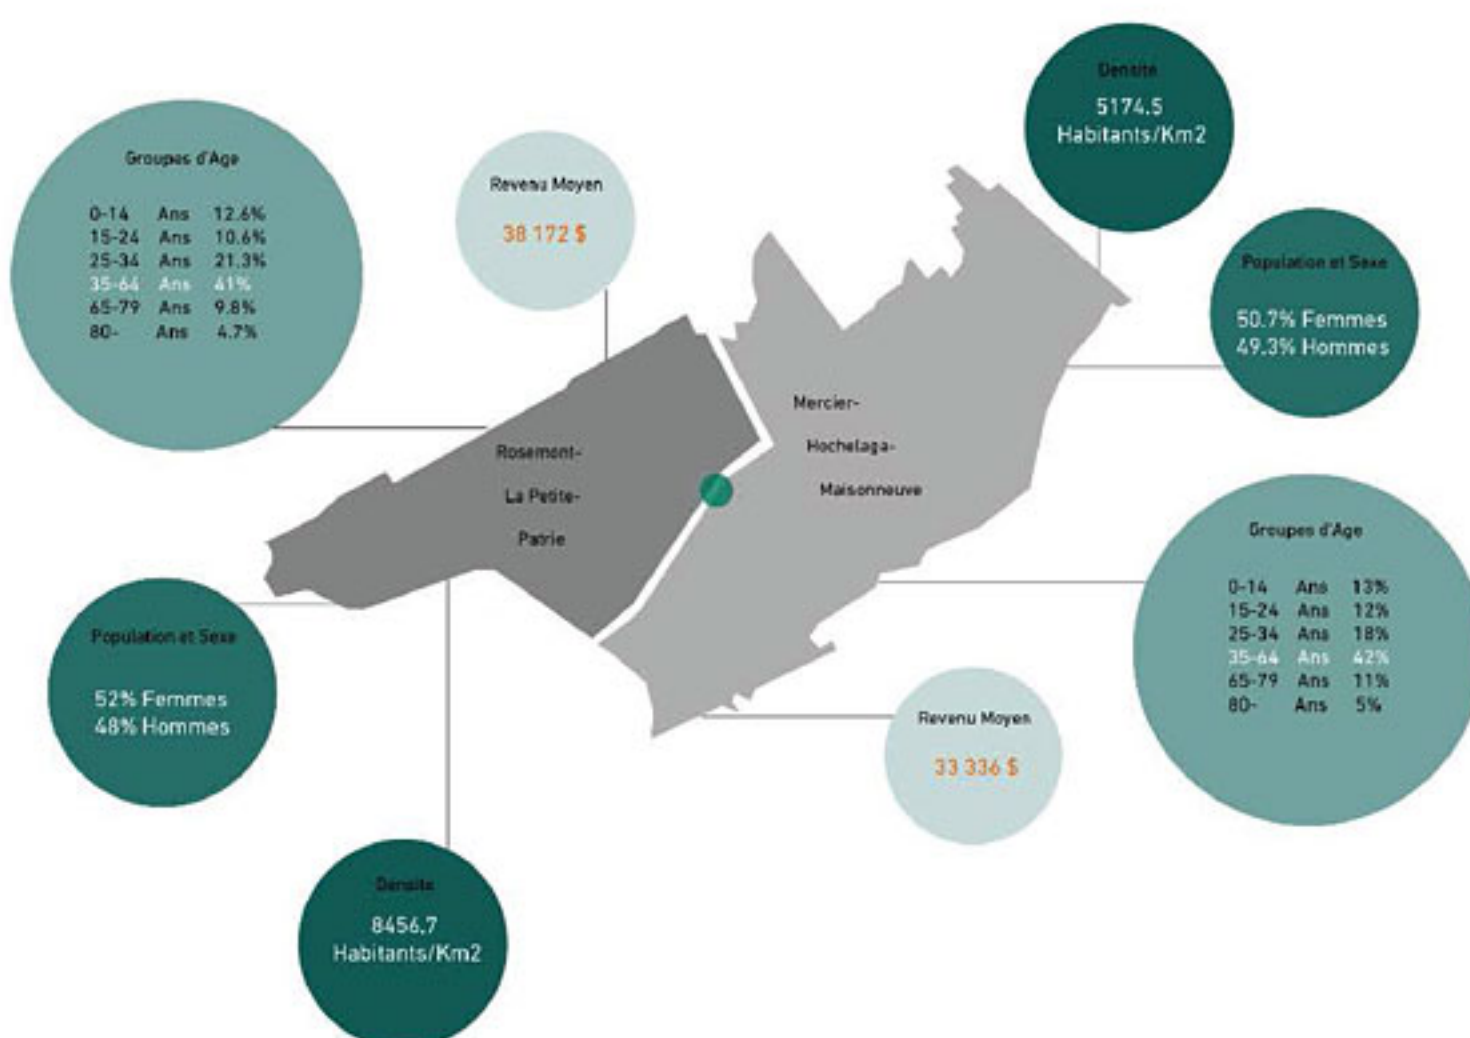 Densité
5174.5
Habitants/Km2
Groupes d'Age
0-14 Ans 12.6%
15-24 Ans 10.6%
25-34 Ans 21.3%
35-64 Ans 41%
65-79 Ans 9.8%
80- Ans 4.7%
Revenu Moyen
38 172 $
Population et Sexe
50.7% Femmes
49.3% Hommes
Mercier-
Hochelaga-
Maisonneuve
Rosemont-
La Petite-
Patrie
Groupes d'Age
0-14 Ans 13%
15-24 Ans 12%
25-34 Ans 18%
35-64 Ans 42%
65-79 Ans 11%
80- Ans 5%
Population et Sexe
52% Femmes
48% Hommes
Revenu Moyen
33 336 $
Densite
8456.7
Habitants/Km2